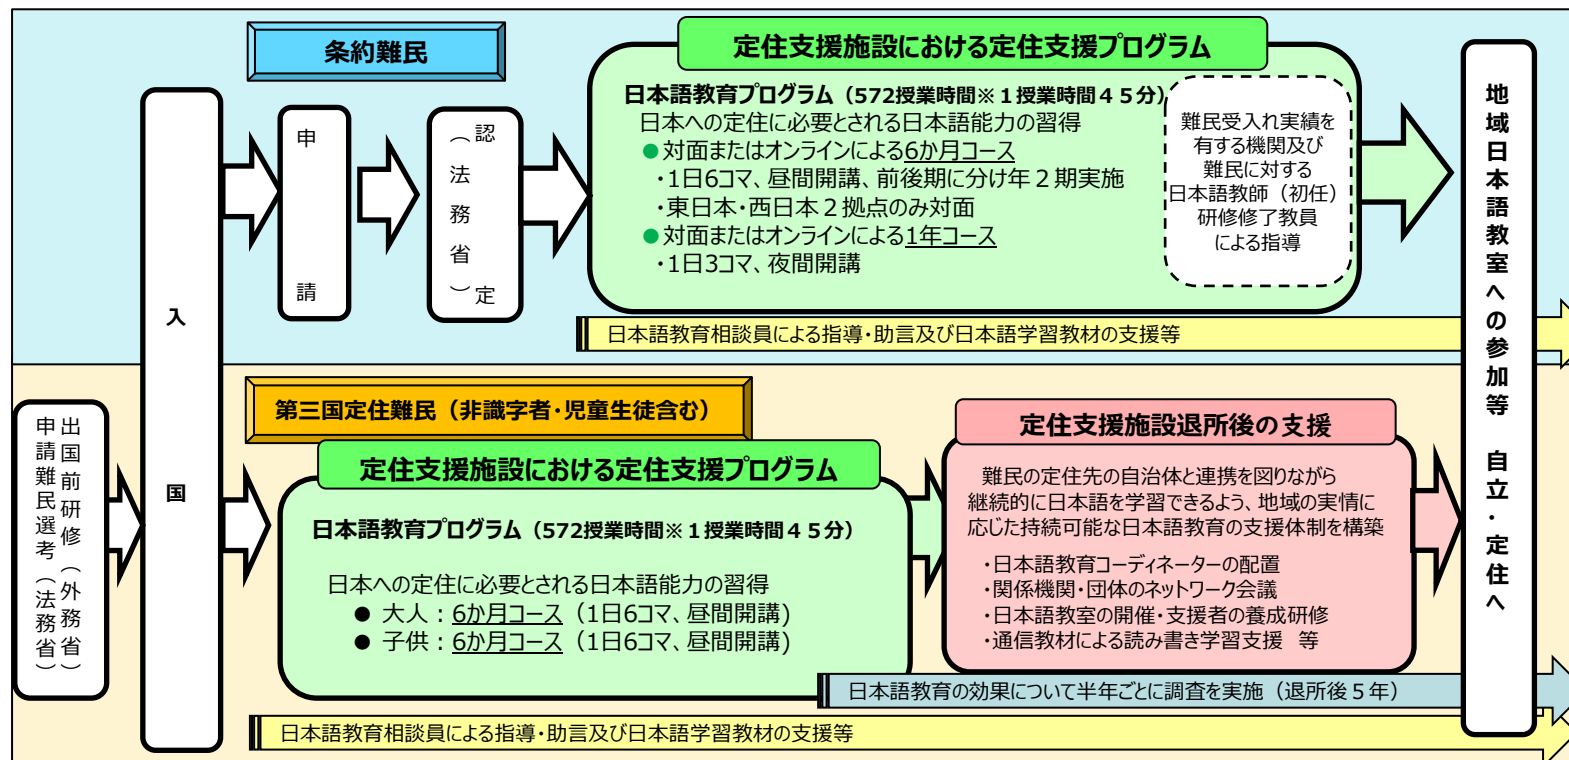 条約難民
入国
申請
認定
（法務省）
定住支援施設における定住支援プログラム
日本語教育プログラム（572授業時間※１授業時間４５分）
日本への定住に必要とされる日本語能力の習得
●対面またはオンラインによる6か月コース
・1日6コマ、昼間開講、前後期に分け年２期実施
・東日本・西日本２拠点のみ対面
●対面またはオンラインによる1年コース
・1日3コマ、夜間開講
難民受入れ実績を
有する機関及び
難民に対する
日本語教師（初任）
研修修了教員
による指導
日本語教育相談員による指導・助言及び日本語学習教材の支援等
地域日本語教室への参加等　自立・定住へ
第三国定住難民（非識字者・児童生徒含む）
出国前研修（外務省）
申請難民選考（法務省）
定住支援施設における定住支援プログラム
日本語教育プログラム（572授業時間※１授業時間４５分）
日本への定住に必要とされる日本語能力の習得
● 大人：6か月コース（1日6コマ、昼間開講)
● 子供：6か月コース（1日6コマ、昼間開講)
定住支援施設退所後の支援
難民の定住先の自治体と連携を図りながら
継続的に日本語を学習できるよう、地域の実情に
応じた持続可能な日本語教育の支援体制を構築
・日本語教育コーディネーターの配置
・関係機関・団体のネットワーク会議
・日本語教室の開催・支援者の養成研修
・通信教材による読み書き学習支援　等
日本語教育の効果について半年ごとに調査を実施（退所後５年）
日本語教育相談員による指導・助言及び日本語学習教材の支援等